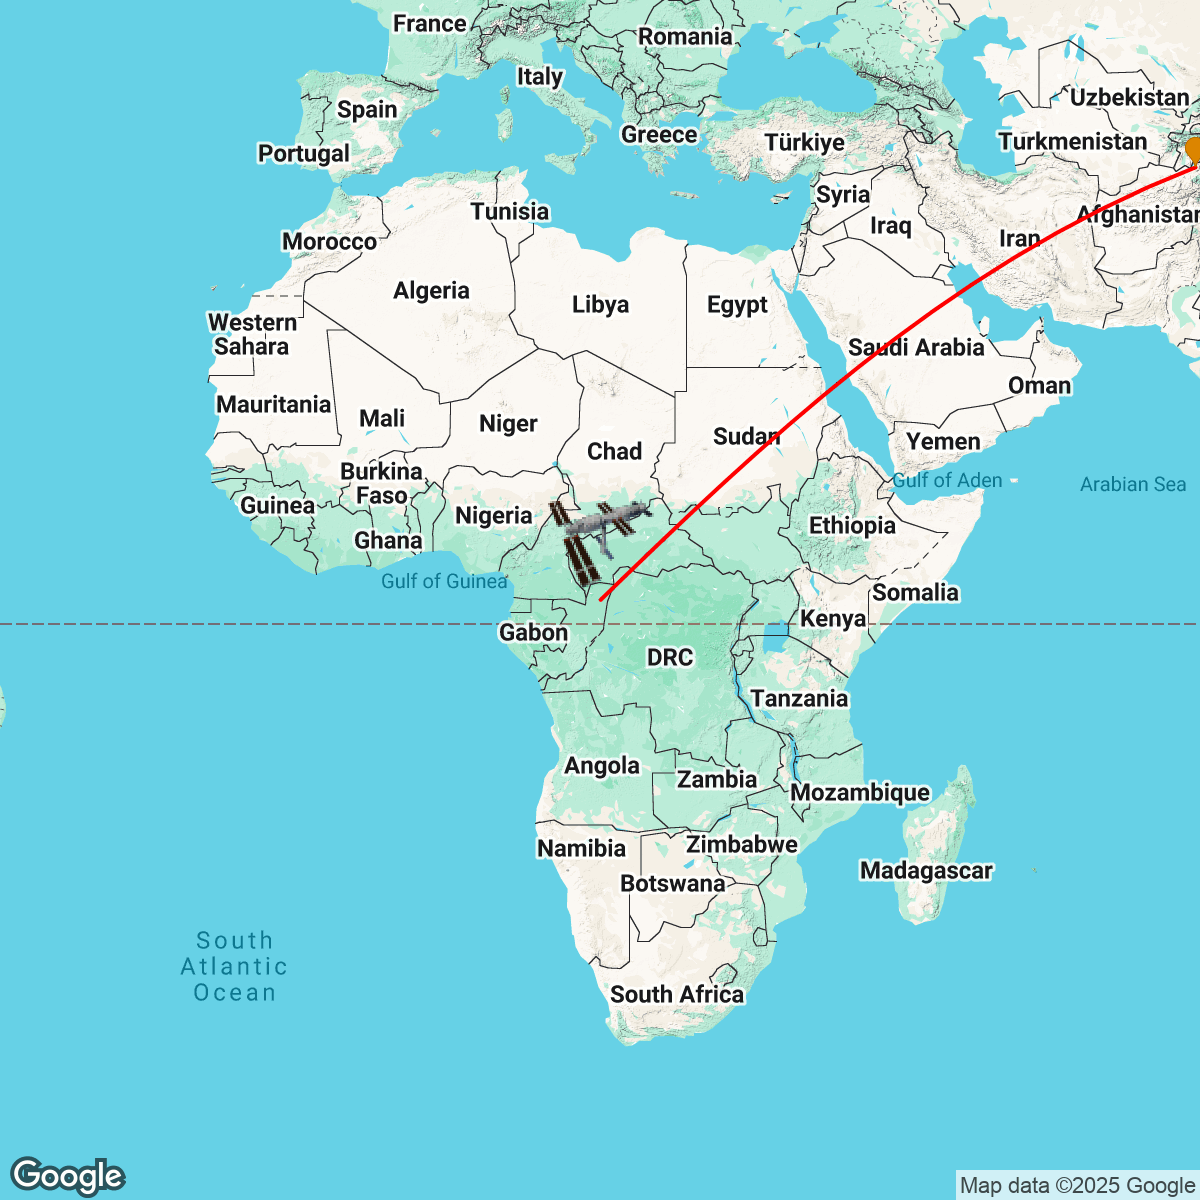 France
Romania
Italy
Uzbekistan
Spain
Greece
Türkiye
Turkmenistan
Portugal
Syria
Tunisia
Afghanistan
Iraq
Morocco
Iran
Algeria
Libya
Egypt
Western
Sahara
Saudi Arabia
Oman
Mauritania
Mali
Niger
Sudan
Yemen
Chad
Burkina
Faso
Gulf of Aden
Arabian Sea
Guinea
Nigeria
Ethiopia
Ghana
Gulf of Guinea
Somalia
Kenya
Gabon
DRC
Tanzania
Angola
Zambia
Mozambique
Namibia
Zimbabwe
Madagascar
Botswana
South
Atlantic
Ocean
South Africa
Google
Map data ©2025 Google